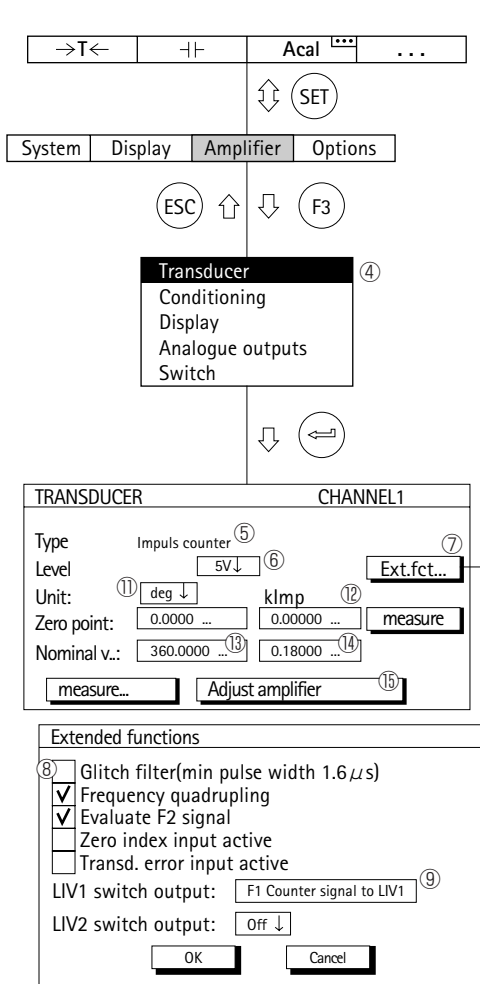 →T← ⊣⊢ Acal ...
SET
System Display Amplifier Options
ESC F3
Transducer ④
Conditioning
Display
Analogue outputs
Switch
TRANSDUCER CHANNEL1
Type Impuls counter ⑤ ⑦
Level 5V↓ ⑥ Ext.fct...
Unit: ⑪ deg ↓ kImp ⑫
Zero point: 0.0000 ... 0.00000 ... measure
Nominal v..: 360.0000 ... ⑬ 0.18000 ... ⑭
measure... Adjust amplifier ⑮
Extended functions
⑧ Glitch filter(min pulse width 1.6μs)
Frequency quadrupling
Evaluate F2 signal
Zero index input active
Transd. error input active
LIV1 switch output: F1 Counter signal to LIV1 ⑨
LIV2 switch output: Off ↓
OK Cancel